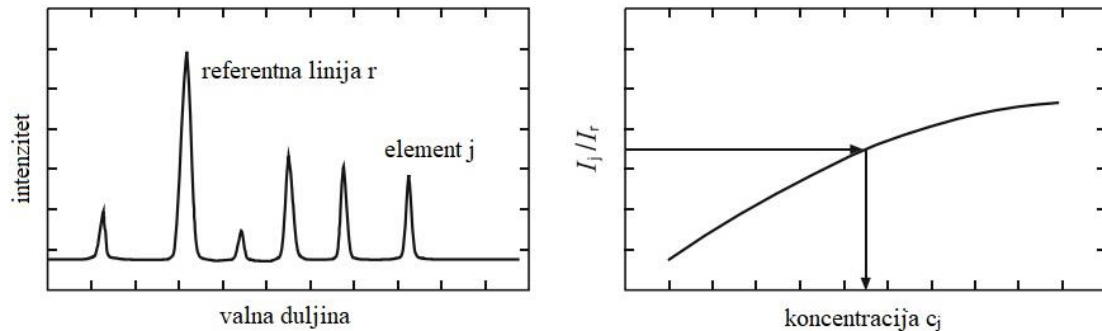 intenzitet
referentna linija r
element j
valna duljina
Ij/Ir
koncentracija cj